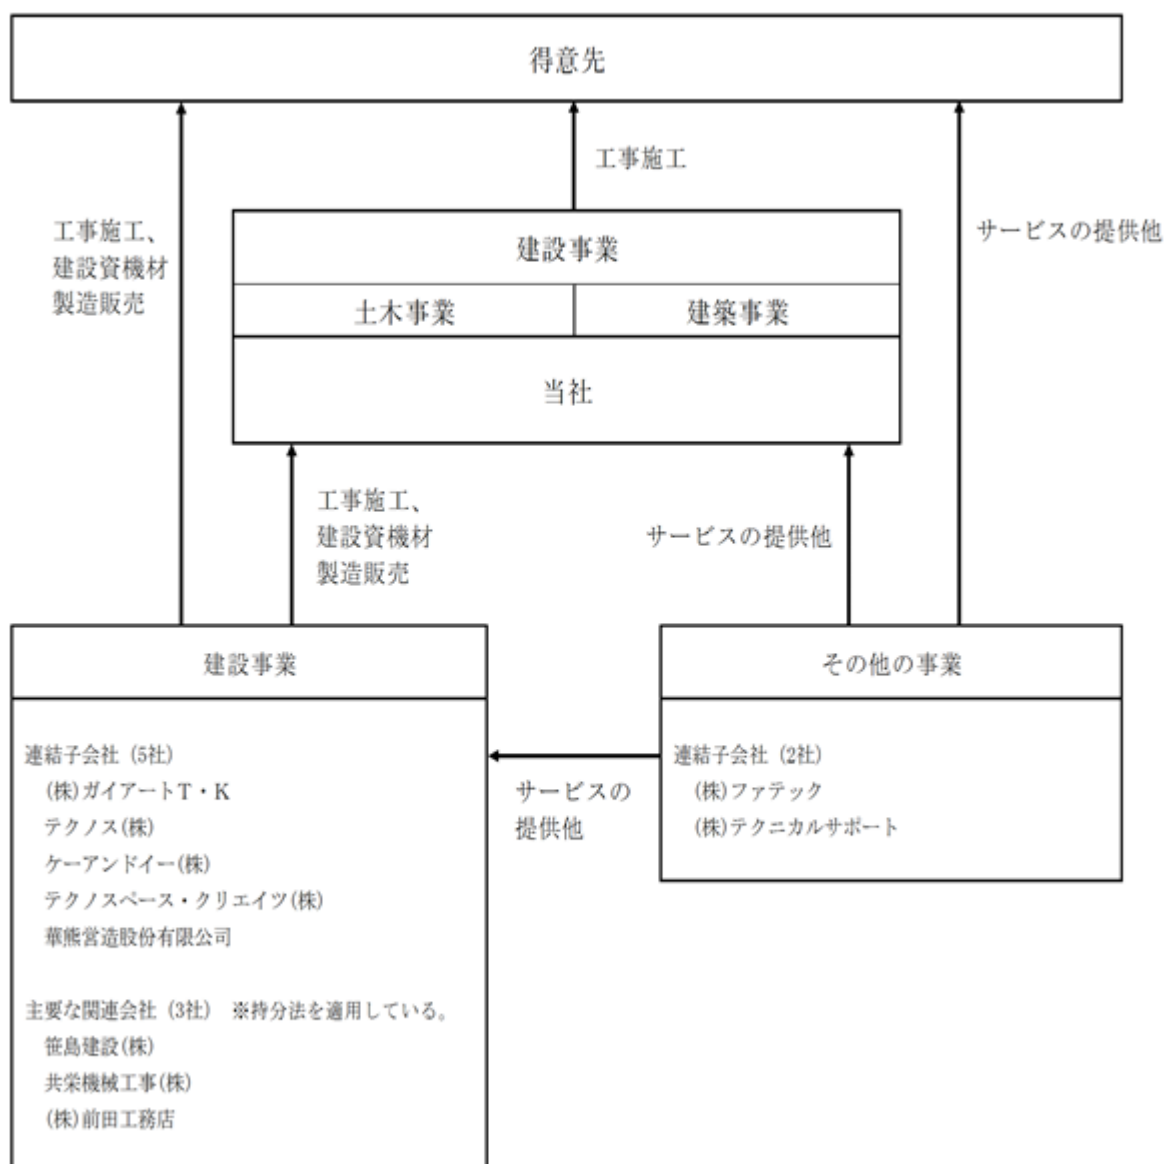 得意先
工事施工
工事施工、
建設資機材
製造販売
サービスの提供他
建設事業
土木事業
建築事業
当社
工事施工、
建設資機材
製造販売
サービスの提供他
建設事業
連結子会社 (5社)
(株)ガイアートT・K
テクノス(株)
ケーアンドイー(株)
テクノスペース・クリエイツ(株)
華熊営造股份有限公司
主要な関連会社 (3社) ※持分法を適用している。
笹島建設(株)
共栄機械工事(株)
(株)前田工務店
サービスの
提供他
その他の事業
連結子会社 (2社)
(株)ファテック
(株)テクニカルサポート